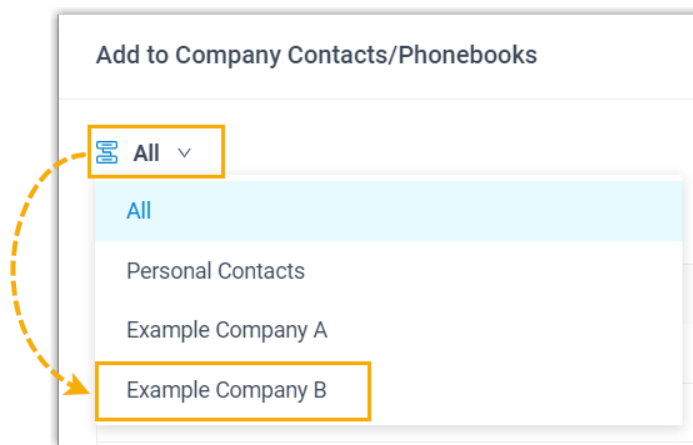 Add to Company Contacts/Phonebooks
All
All
Personal Contacts
Example Company A
Example Company B